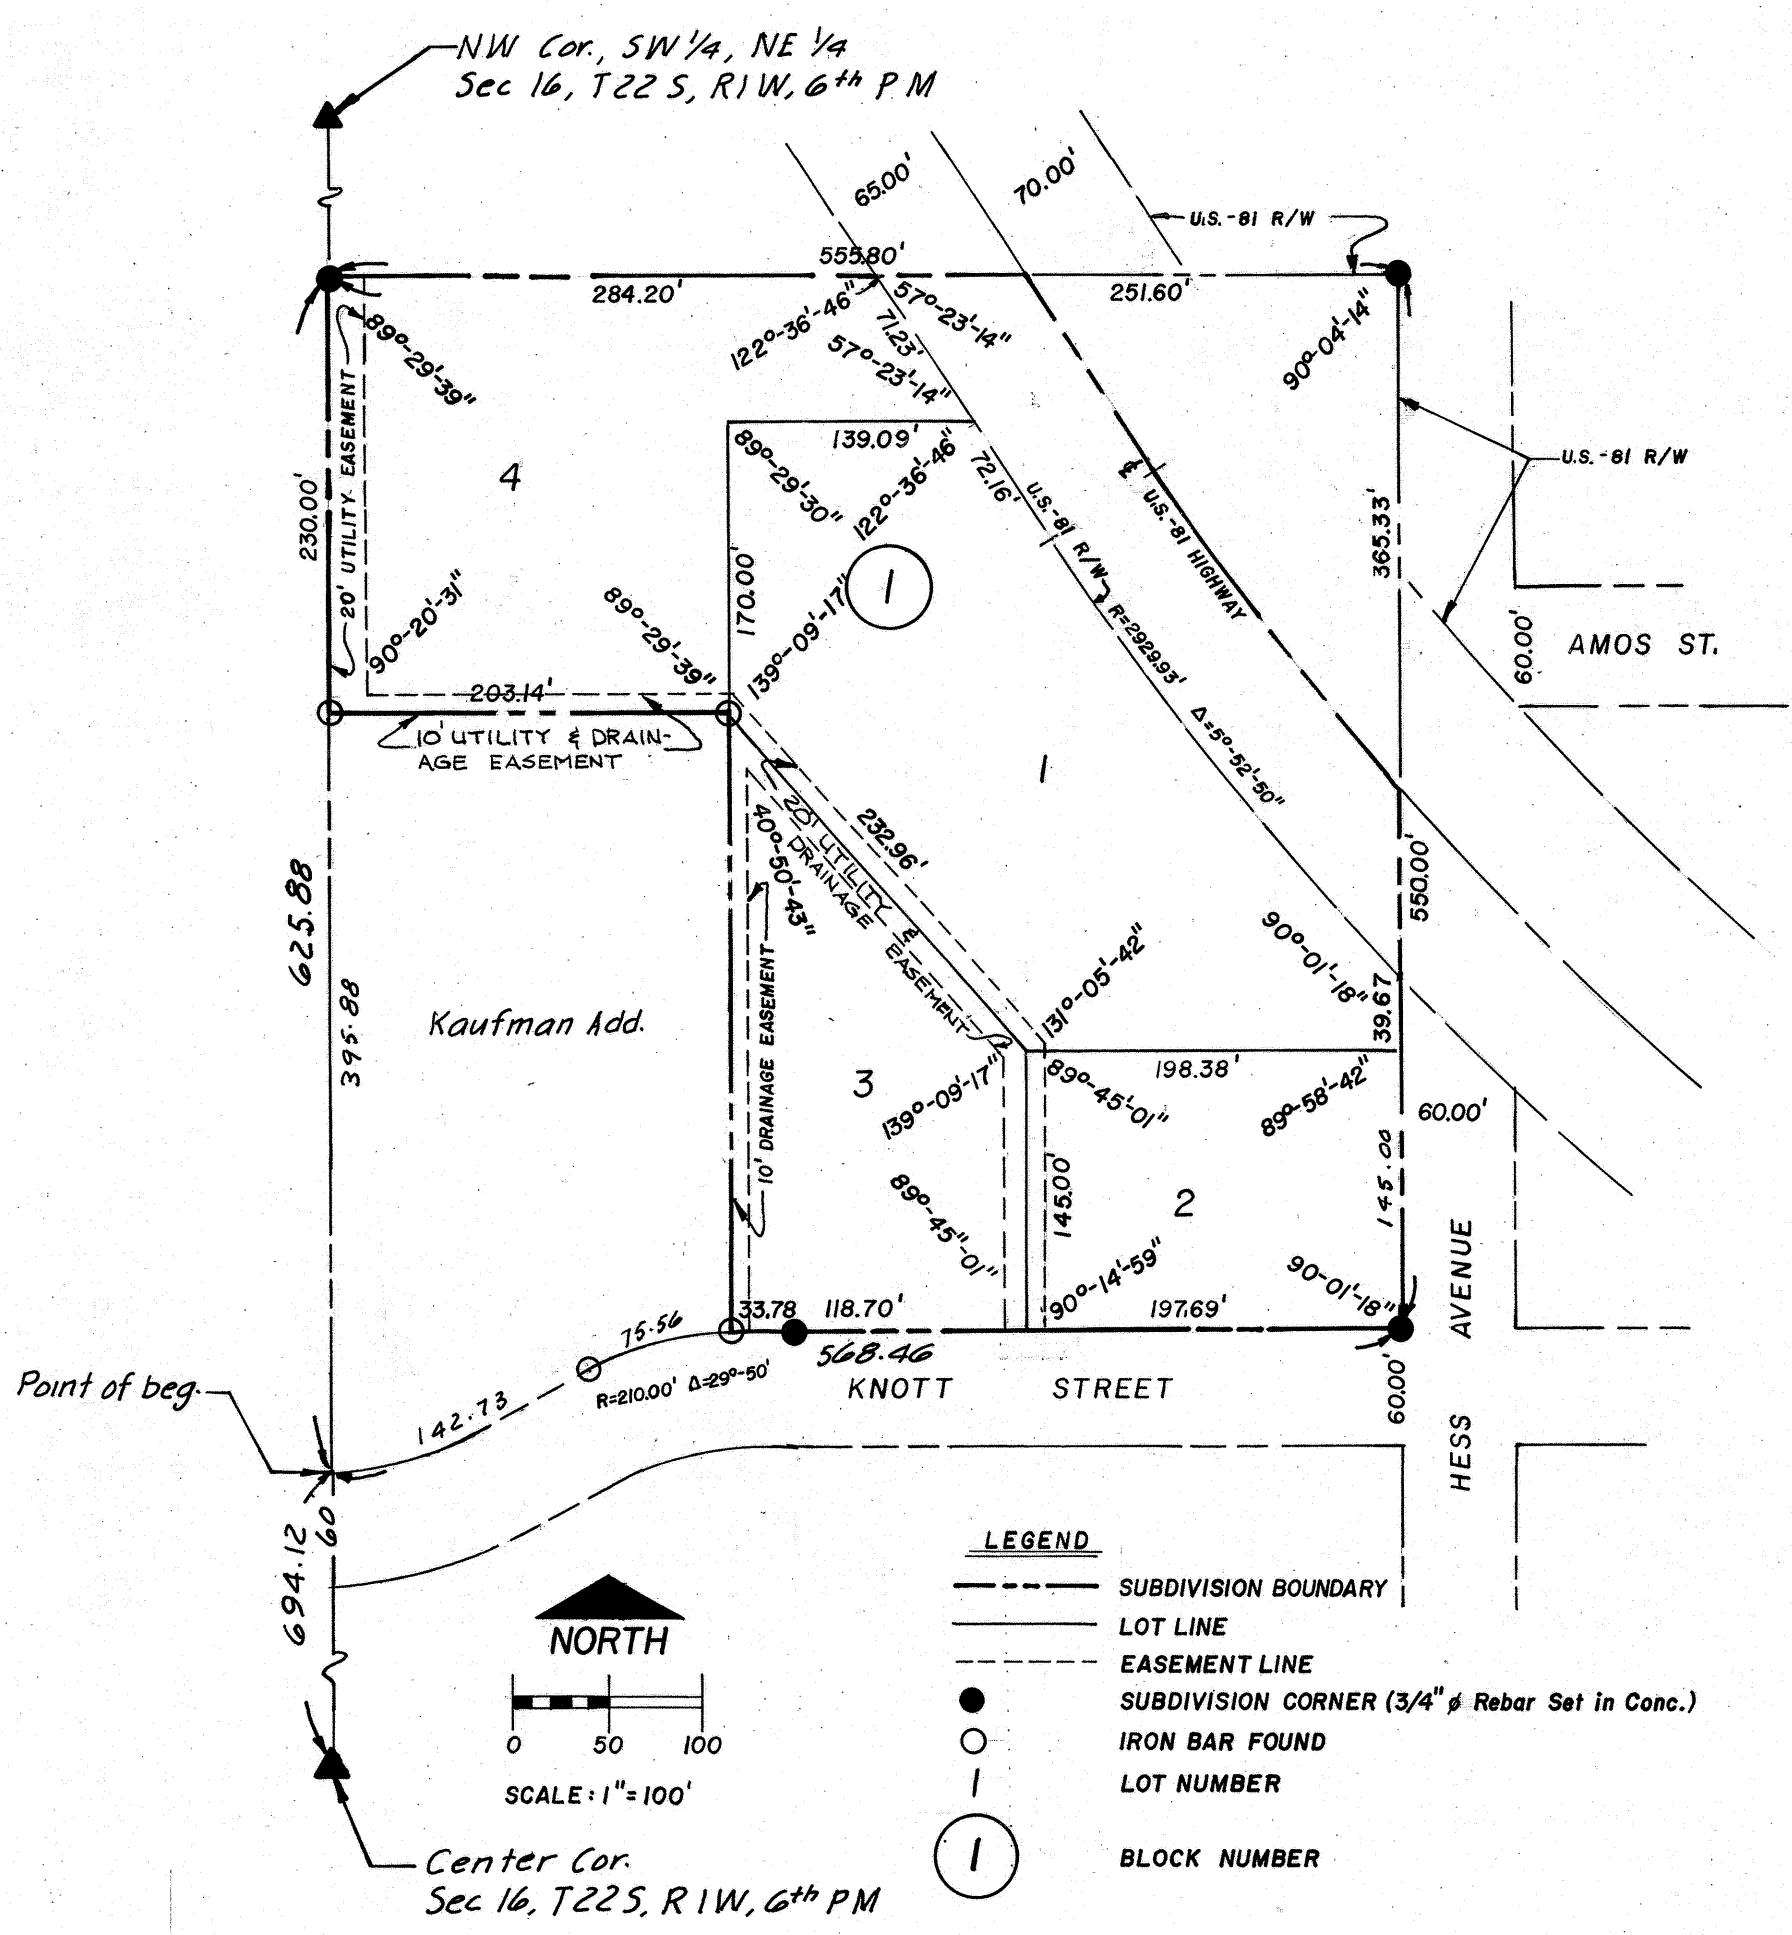 NW Cor., SW 1/4, NE 1/4
Sec 16, T22 S, R1W, 6th P M
65.00'
70.00'
U.S.-81 R/W
555.80'
284.20'
251.60'
122°-36'-46"
57°-23'-14"
71.23'
57°-23'-14"
90°-04'-14"
89°-29'-39"
20' UTILITY EASEMENT
230.00'
4
139.09'
89°-29'-30"
122°-36'-46"
72.16'
U.S.-81 R/W
R=2929.93'
Δ=5°-52'-50"
℄ U.S.-81 HIGHWAY
365.33'
U.S.-81 R/W
60.00'
AMOS ST.
170.00'
1
90°-20'-31"
89°-29'-39"
139°-09'-17"
203.14'
10' UTILITY & DRAIN-
AGE EASEMENT
1
20' UTILITY &
DRAINAGE EASEMENT
232.96'
40°-50'-43"
550.00'
625.88
395.88
Kaufman Add.
10' DRAINAGE EASEMENT
131°-05'-42"
90°-01'-18"
39.67
3
139°-09'-17"
198.38'
89°-45'-01"
89°-58'-42"
60.00'
145.00'
145.00
2
89°-45"-01"
90°-14'-59"
90-01'-18"
33.78
118.70'
197.69'
568.46
75.56
R=210.00' Δ=29°-50'
142.73
KNOTT STREET
60.00'
HESS AVENUE
Point of beg.
60
694.12
NORTH
0 50 100
SCALE: 1"=100'
LEGEND
SUBDIVISION BOUNDARY
LOT LINE
EASEMENT LINE
SUBDIVISION CORNER (3/4" ø Rebar Set in Conc.)
IRON BAR FOUND
1 LOT NUMBER
1 BLOCK NUMBER
Center Cor.
Sec 16, T22S, R1W, 6th PM